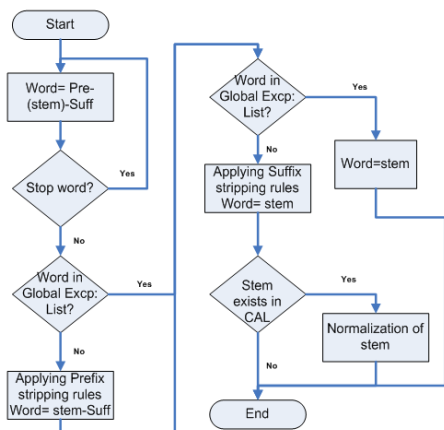 Start
Word= Pre-
(stem)-Suff
Stop word?
Yes
No
Word in
Global Excp:
List?
Yes
No
Applying Prefix
stripping rules
Word= stem-Suff
Word in
Global Excp:
List?
Yes
No
Word=stem
Applying Suffix
stripping rules
Word= stem
Stem
exists in
CAL
Yes
No
Normalization of
stem
End